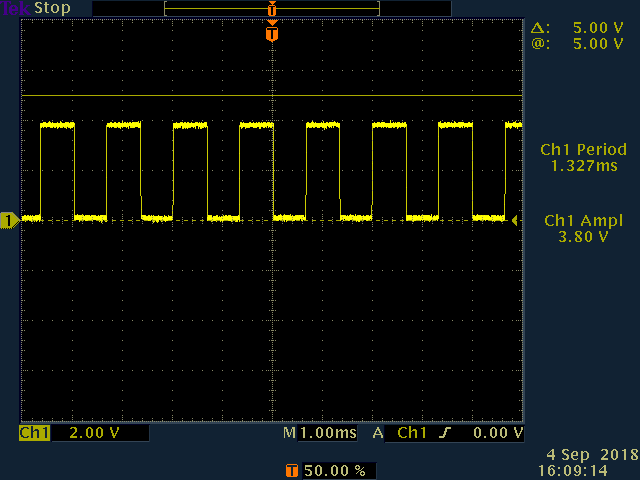 Tek Stop
T
T
Δ: 5.00 V
@: 5.00 V
Ch1 Period
1.327ms
1
Ch1 Ampl
3.80 V
Ch1 2.00 V M 1.00ms A Ch1 0.00 V
T 50.00 %
4 Sep 2018
16:09:14